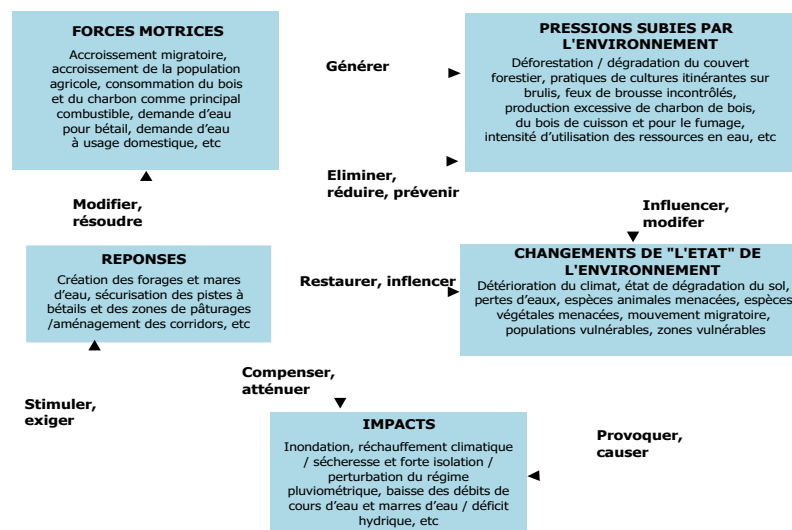 FORCES MOTRICES
Accroissement migratoire,
accroissement de la population
agricole, consommation du bois
et du charbon comme principal
combustible, demande d'eau
pour bétail, demande d'eau
à usage domestique, etc
Générer
PRESSIONS SUBIES PAR
L'ENVIRONNEMENT
Déforestation / dégradation du couvert
forestier, pratiques de cultures itinérantes sur
brulis, feux de brousse incontrôlés,
production excessive de charbon de bois,
du bois de cuisson et pour le fumage,
intensité d'utilisation des ressources en eau, etc
Eliminer,
réduire, prévenir
Modifier,
résoudre
Influencer,
modifer
REPONSES
Création des forages et mares
d'eau, sécurisation des pistes à
bétails et des zones de pâturages
/aménagement des corridors, etc
Restaurer, inflencer
CHANGEMENTS DE "L'ETAT" DE
L'ENVIRONNEMENT
Détérioration du climat, état de dégradation du sol,
pertes d'eaux, espèces animales menacées, espèces
végétales menacées, mouvement migratoire,
populations vulnérables, zones vulnérables
Compenser,
atténuer
Stimuler,
exiger
IMPACTS
Inondation, réchauffement climatique
/ sécheresse et forte isolation /
perturbation du régime
pluviométrique, baisse des débits de
cours d'eau et marres d'eau / déficit
hydrique, etc
Provoquer,
causer